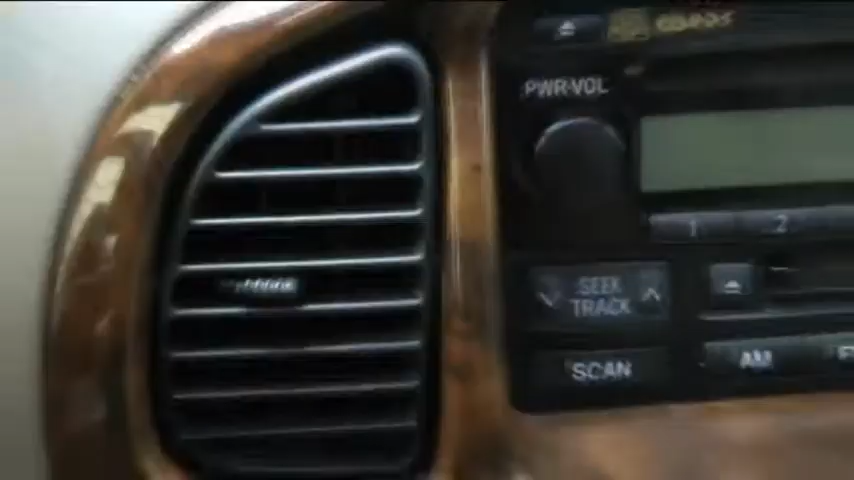 PWR·VOL
1
2
SEEK
TRACK
SCAN
AM